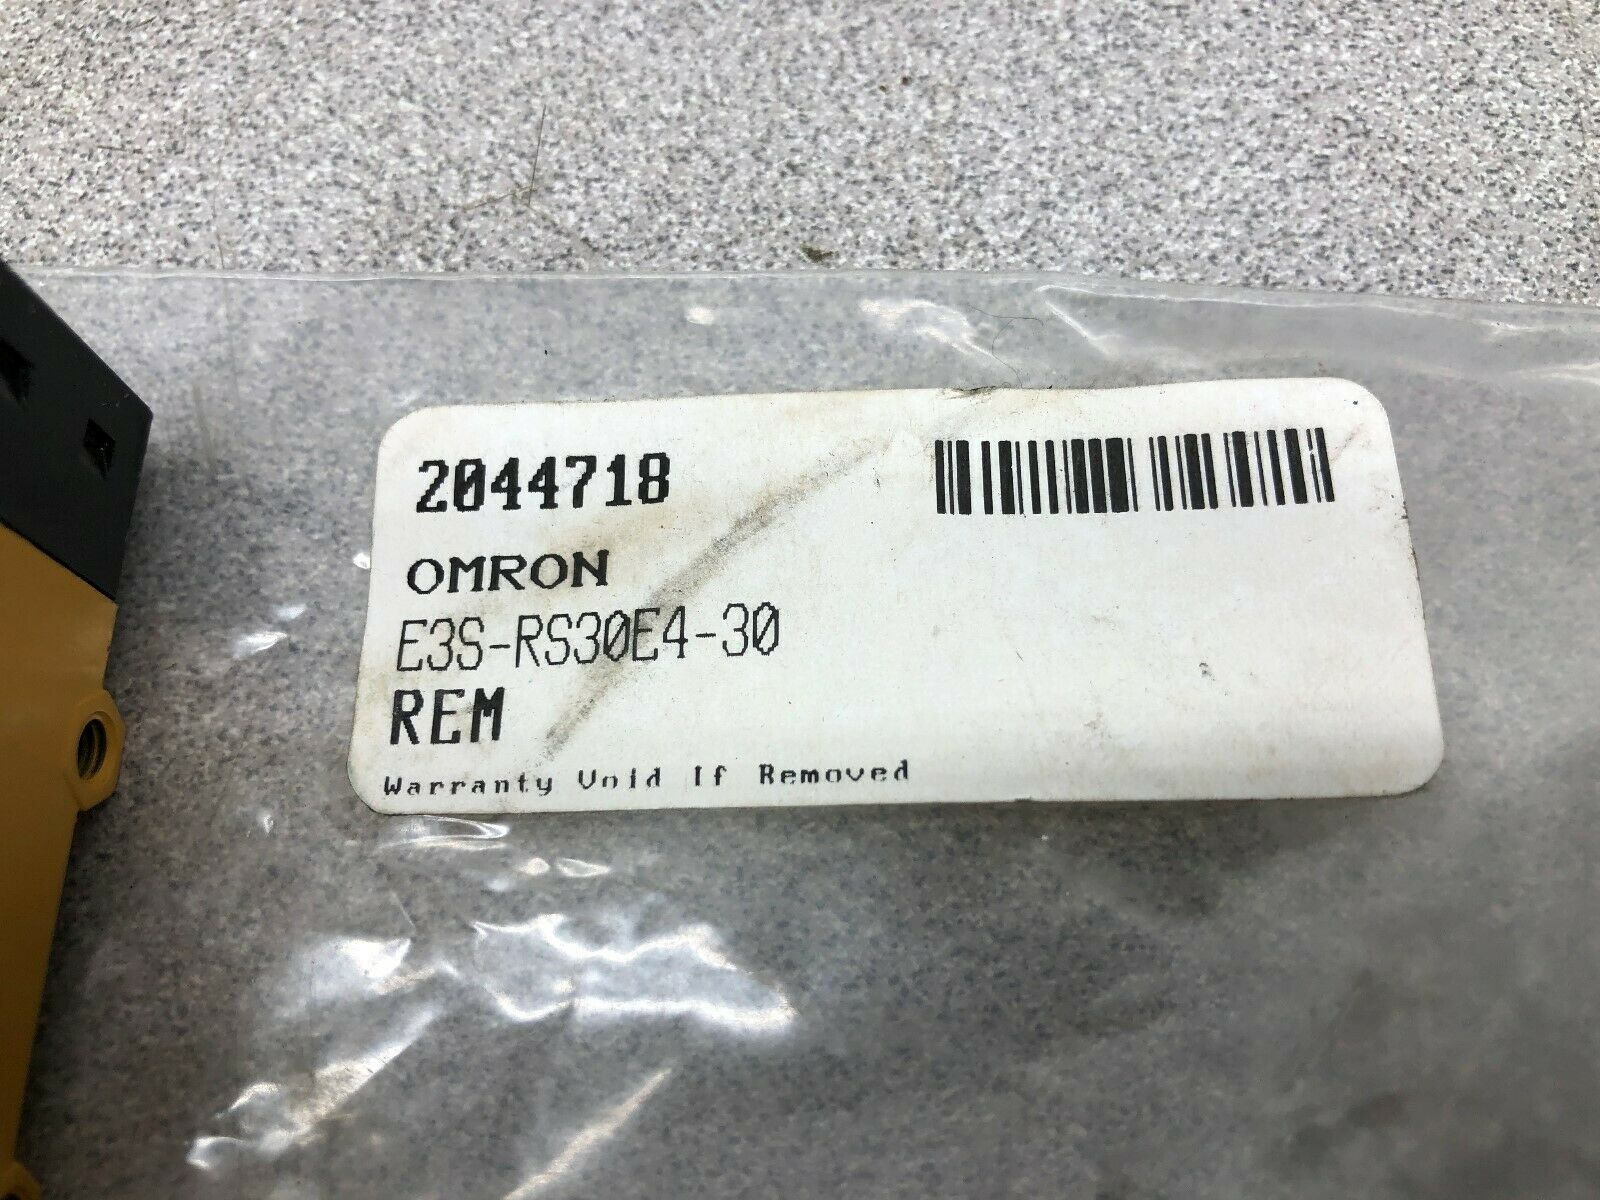 2044718
OMRON
E3S-RS30E4-30
REM
Warranty Void If Removed